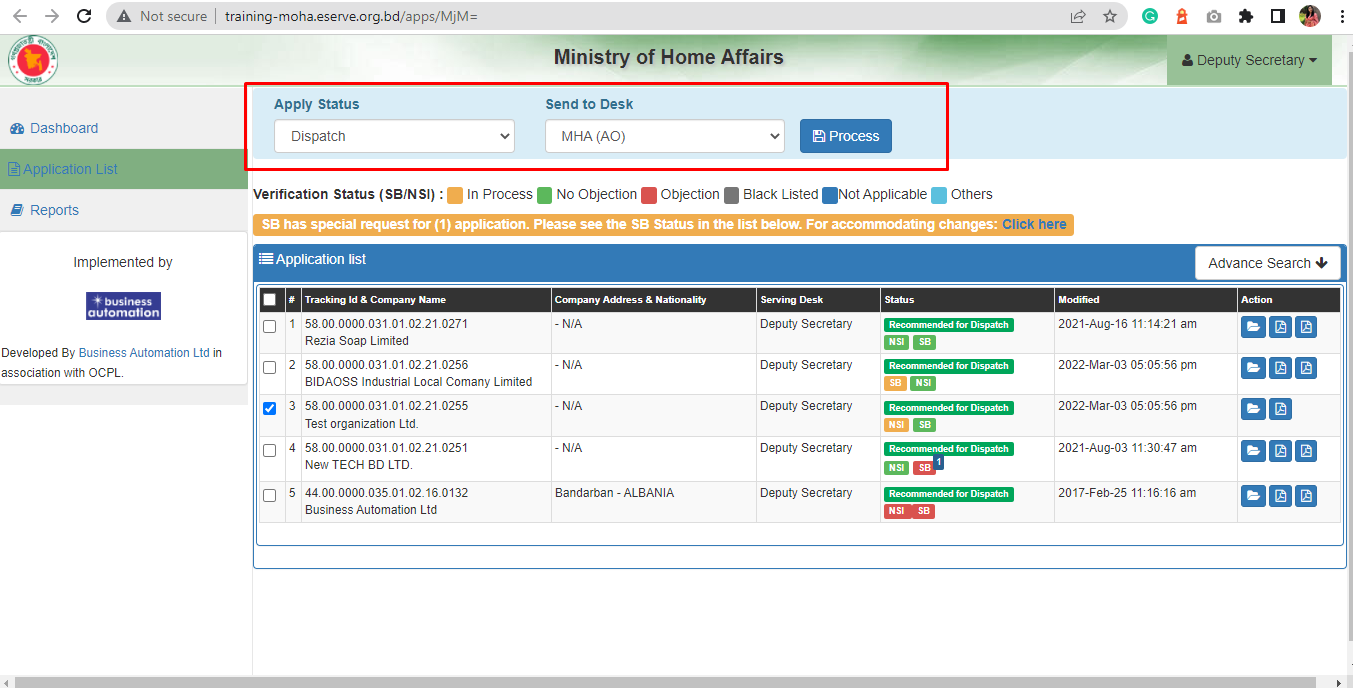 Not secure | training-moha.eserve.org.bd/apps/MjM=
Ministry of Home Affairs
Deputy Secretary
Apply Status
Send to Desk
Dispatch
MHA (AO)
Process
Dashboard
Application List
Reports
Implemented by
business
automation
Developed By Business Automation Ltd in
association with OCPL.
Verification Status (SB/NSI) : In Process No Objection Objection Black Listed Not Applicable Others
SB has special request for (1) application. Please see the SB Status in the list below. For accommodating changes: Click here
Application list
Advance Search
# Tracking Id & Company Name Company Address & Nationality Serving Desk Status Modified Action
1 58.00.0000.031.01.02.21.0271 - N/A Deputy Secretary Recommended for Dispatch 2021-Aug-16 11:14:21 am
Rezia Soap Limited NSI SB
2 58.00.0000.031.01.02.21.0256 - N/A Deputy Secretary Recommended for Dispatch 2022-Mar-03 05:05:56 pm
BIDAOSS Industrial Local Comany Limited SB NSI
3 58.00.0000.031.01.02.21.0255 - N/A Deputy Secretary Recommended for Dispatch 2022-Mar-03 05:05:56 pm
Test organization Ltd. NSI SB
4 58.00.0000.031.01.02.21.0251 - N/A Deputy Secretary Recommended for Dispatch 2021-Aug-03 11:30:47 am
New TECH BD LTD. NSI SB 1
5 44.00.0000.035.01.02.16.0132 Bandarban - ALBANIA Deputy Secretary Recommended for Dispatch 2017-Feb-25 11:16:16 am
Business Automation Ltd NSI SB